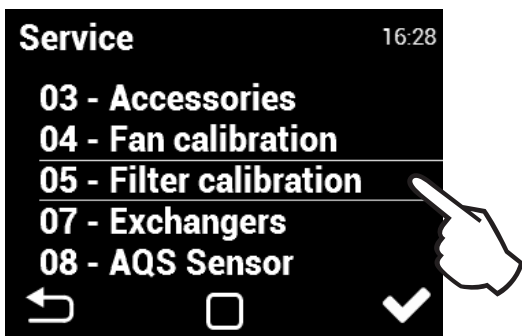 Service 16:28
03 - Accessories
04 - Fan calibration
05 - Filter calibration
07 - Exchangers
08 - AQS Sensor